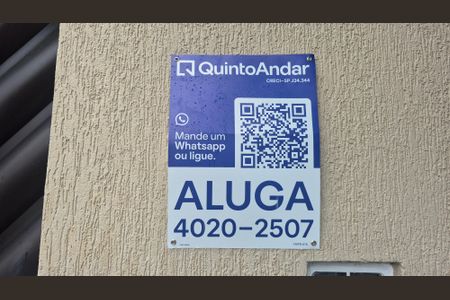 QuintoAndar
CRECI-SP J24.344
Mande um
Whatsapp
ou ligue.
ALUGA
4020-2507